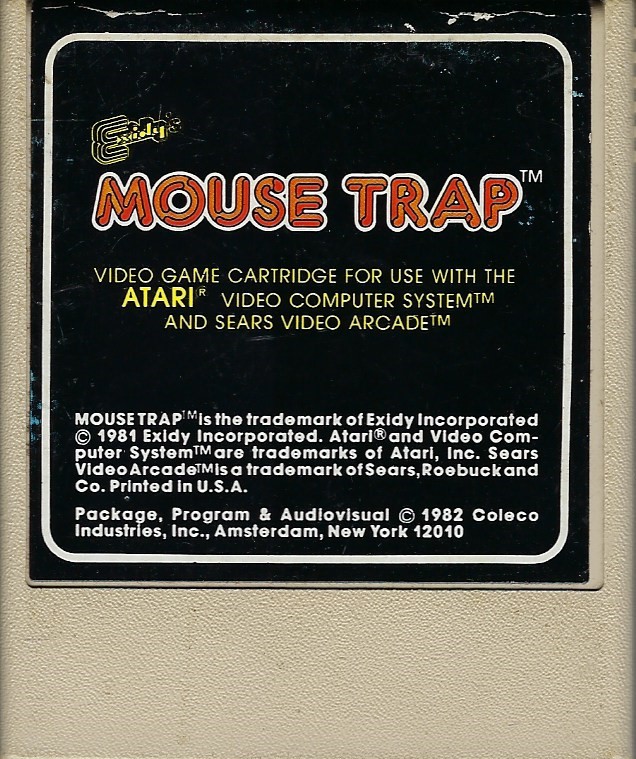 Exidy's
MOUSE TRAP™
VIDEO GAME CARTRIDGE FOR USE WITH THE
ATARI® VIDEO COMPUTER SYSTEM™
AND SEARS VIDEO ARCADE™
MOUSE TRAP™ is the trademark of Exidy Incorporated
© 1981 Exidy Incorporated. Atari® and Video Com-
puter System™ are trademarks of Atari, Inc. Sears
Video Arcade™ is a trademark of Sears, Roebuck and
Co. Printed in U.S.A.
Package, Program & Audiovisual © 1982 Coleco
Industries, Inc., Amsterdam, New York 12010